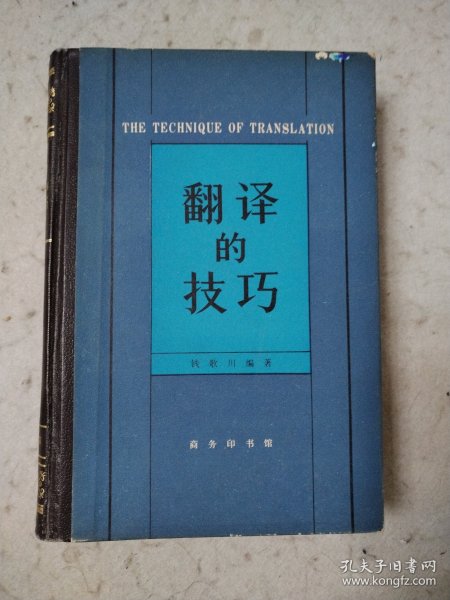 THE TECHNIQUE OF TRANSLATION
翻译
的
技巧
钱歌川编著
商务印书馆
孔夫子旧书网
www.kongfz.com